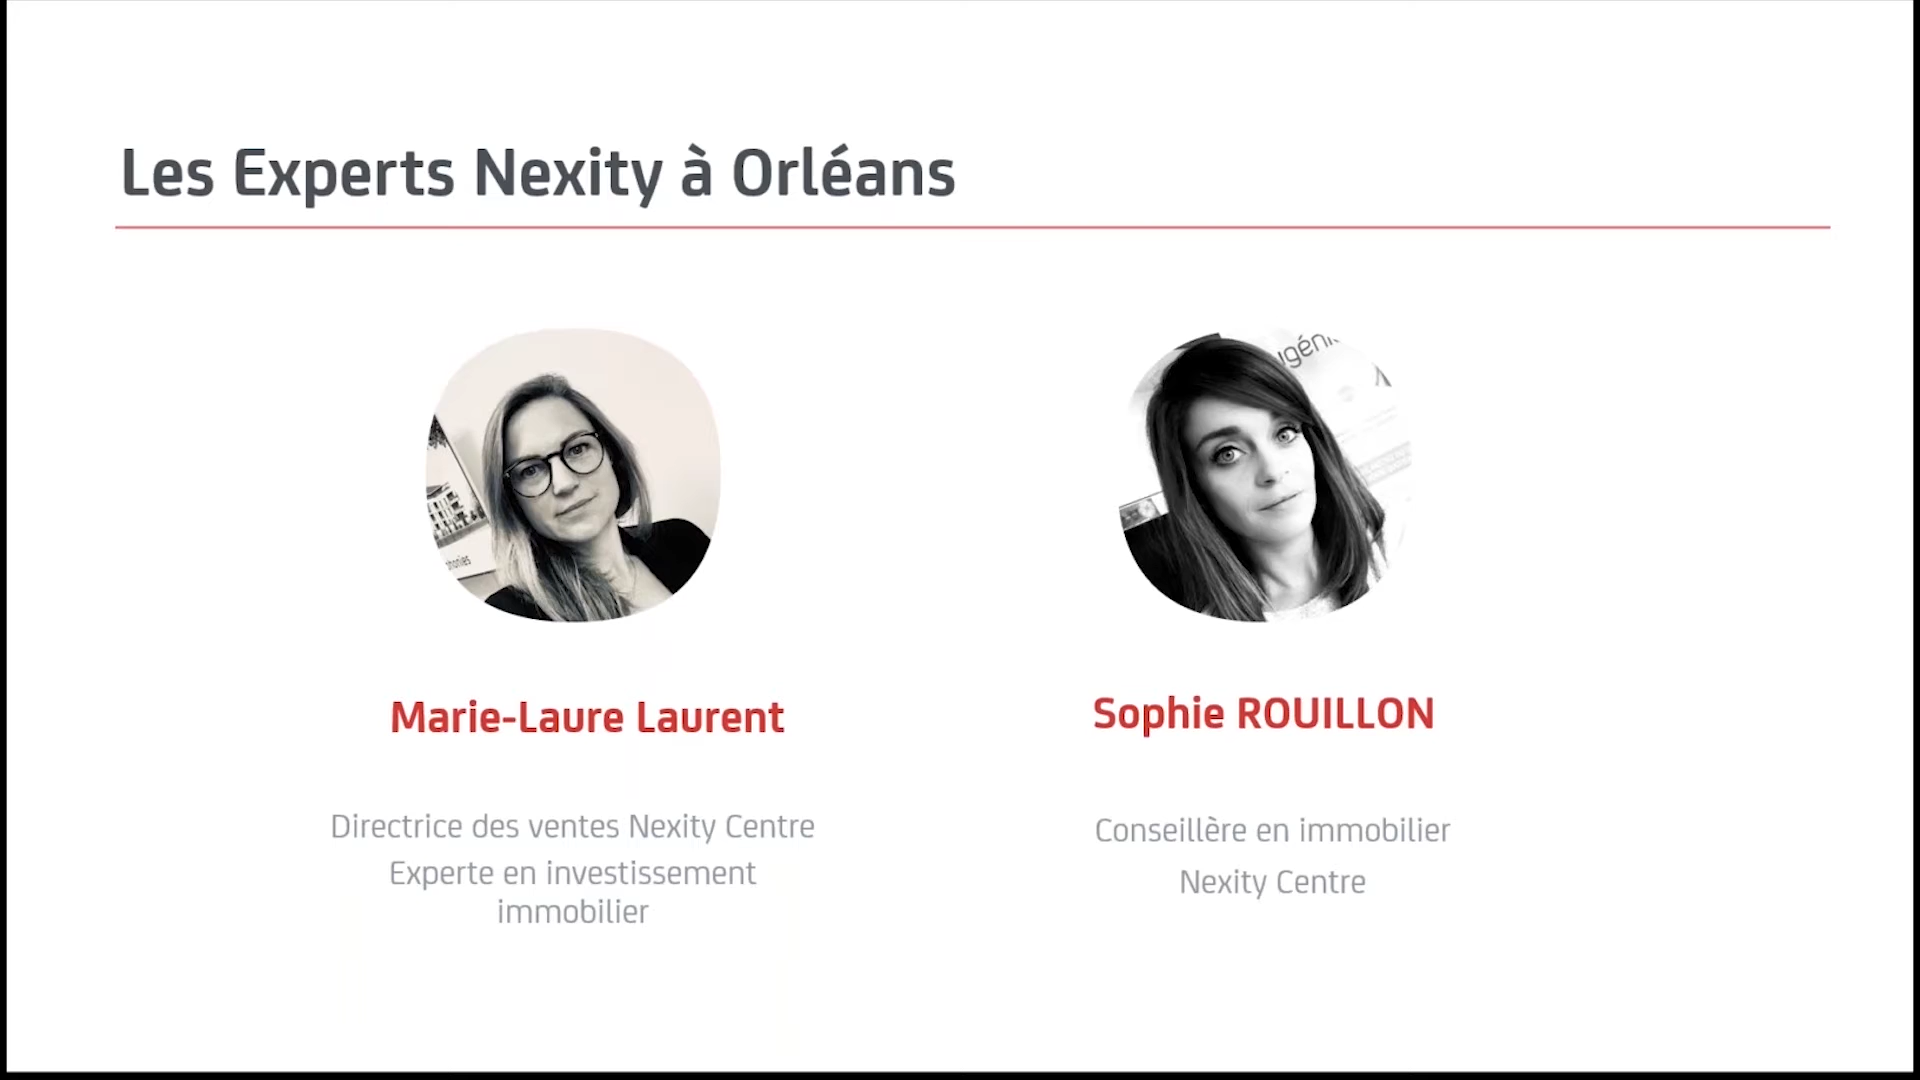 Les Experts Nexity à Orléans
Marie-Laure Laurent
Directrice des ventes Nexity Centre
Experte en investissement
immobilier
Sophie ROUILLON
Conseillère en immobilier
Nexity Centre